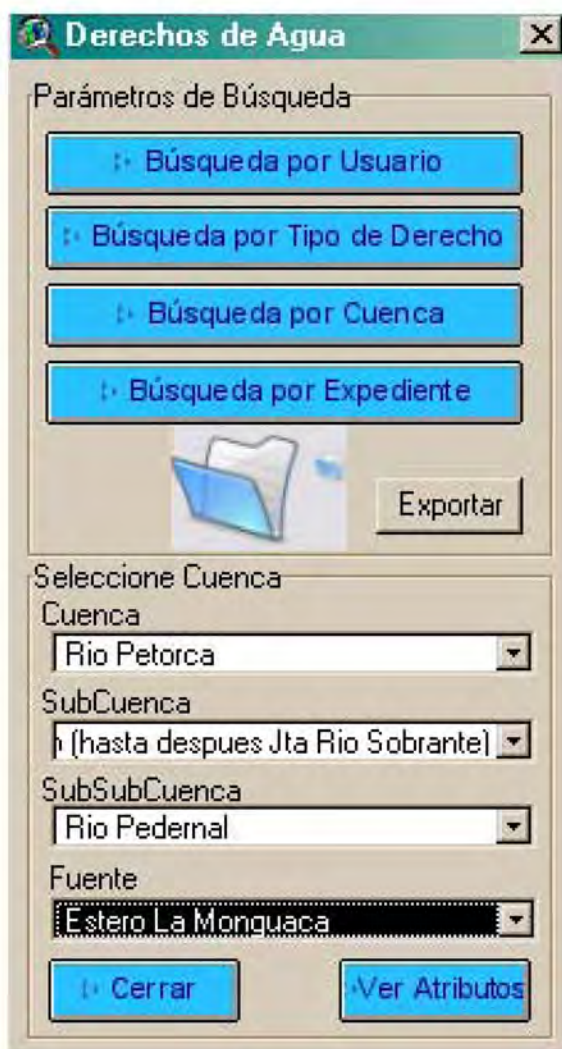 Derechos de Agua
Parámetros de Búsqueda
Búsqueda por Usuario
Búsqueda por Tipo de Derecho
Búsqueda por Cuenca
Búsqueda por Expediente
Exportar
Seleccione Cuenca
Cuenca
Rio Petorca
SubCuenca
(hasta despues Jta Rio Sobrante)
SubSubCuenca
Rio Pedernal
Fuente
Estero La Monguaca
Cerrar Ver Atributos